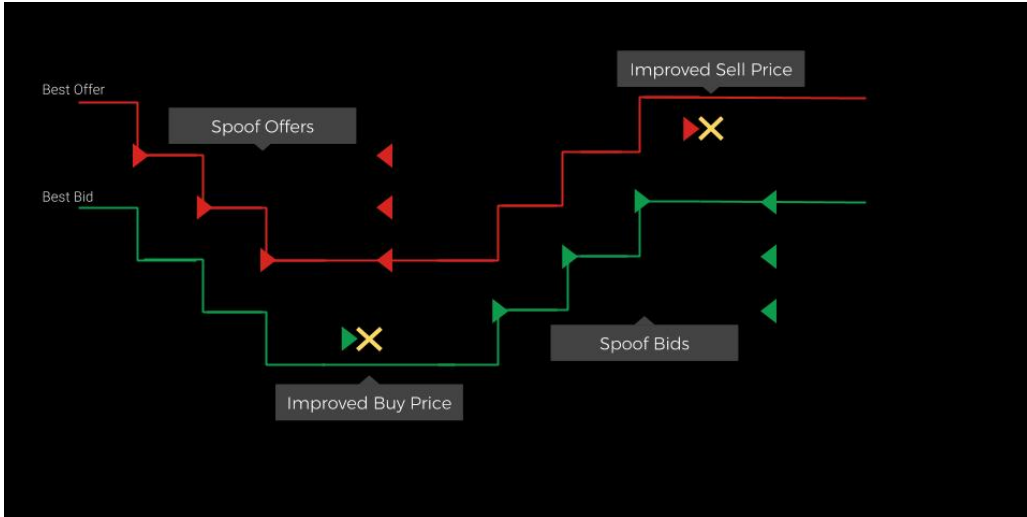 Improved Sell Price
Best Offer
Spoof Offers
Best Bid
Spoof Bids
Improved Buy Price